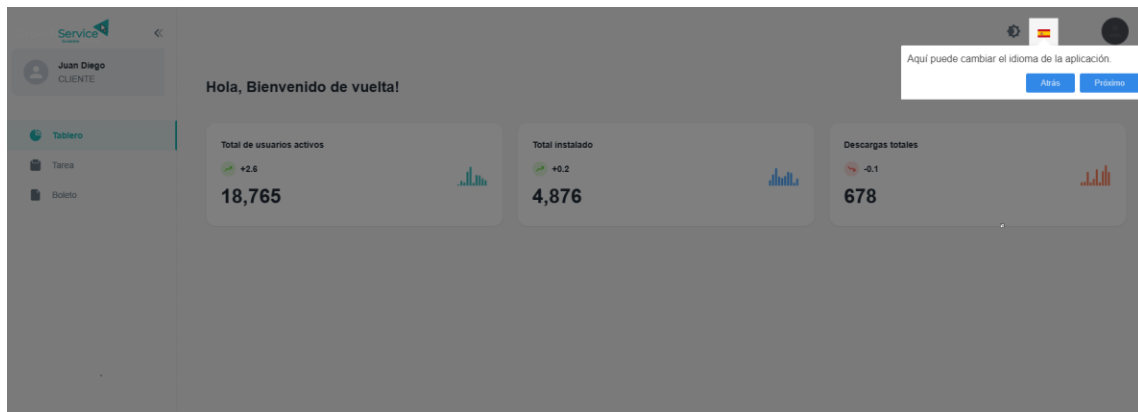 Service
Juan Diego
CLIENTE
Aquí puede cambiar el idioma de la aplicación.
Atrás
Próximo
Hola, Bienvenido de vuelta!
Tablero
Tarea
Boleto
Total de usuarios activos
+2.6
18,765
Total instalado
+0.2
4,876
Descargas totales
-0.1
678